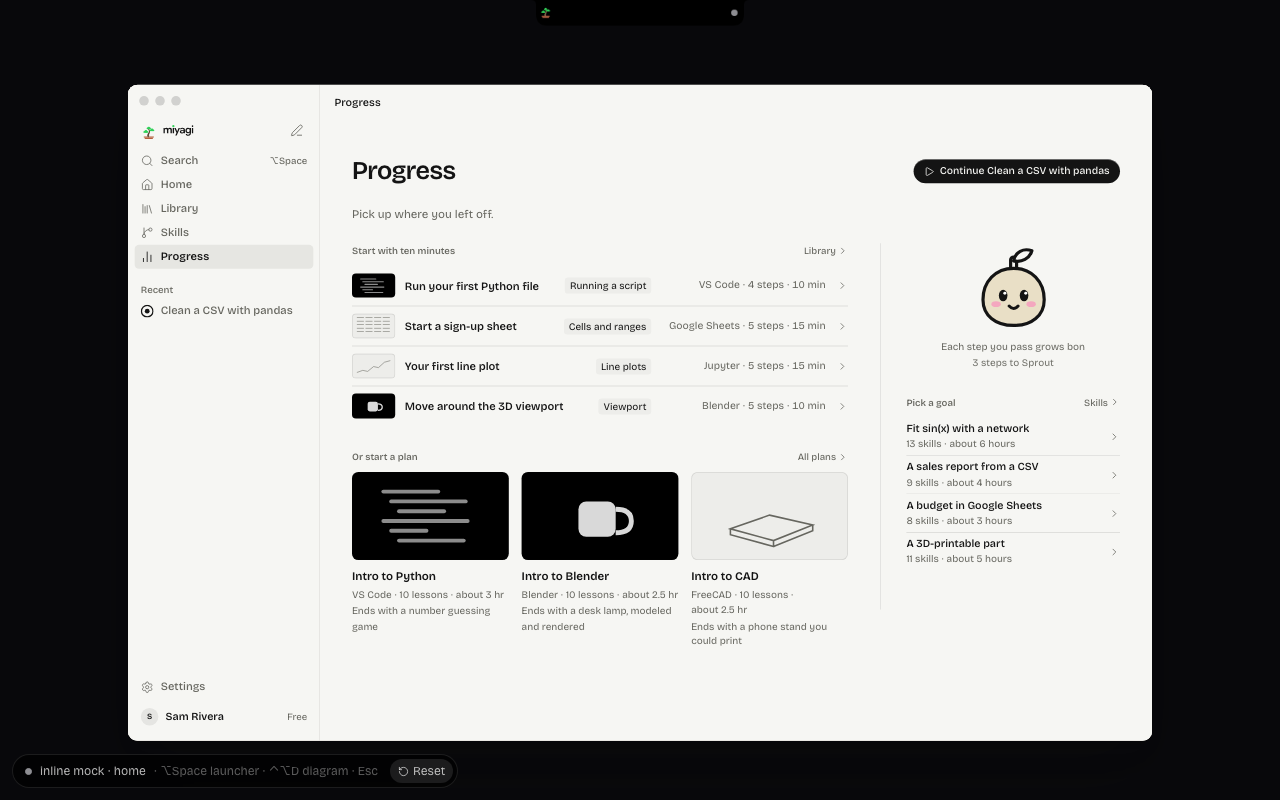 Progress
miyagi
Search ⌥Space
Home
Library
Skills
Progress
Recent
Clean a CSV with pandas
Settings
S Sam Rivera Free
Progress
Continue Clean a CSV with pandas
Pick up where you left off.
Start with ten minutes Library
Run your first Python file Running a script VS Code · 4 steps · 10 min
Start a sign-up sheet Cells and ranges Google Sheets · 5 steps · 15 min
Your first line plot Line plots Jupyter · 5 steps · 15 min
Move around the 3D viewport Viewport Blender · 5 steps · 10 min
Or start a plan All plans
Intro to Python
VS Code · 10 lessons · about 3 hr
Ends with a number guessing
game
Intro to Blender
Blender · 10 lessons · about 2.5 hr
Ends with a desk lamp, modeled
and rendered
Intro to CAD
FreeCAD · 10 lessons ·
about 2.5 hr
Ends with a phone stand you
could print
Each step you pass grows bon
3 steps to Sprout
Pick a goal Skills
Fit sin(x) with a network
13 skills · about 6 hours
A sales report from a CSV
9 skills · about 4 hours
A budget in Google Sheets
8 skills · about 3 hours
A 3D-printable part
11 skills · about 5 hours
inline mock · home · ⌥Space launcher · ⌃⌥D diagram · Esc Reset